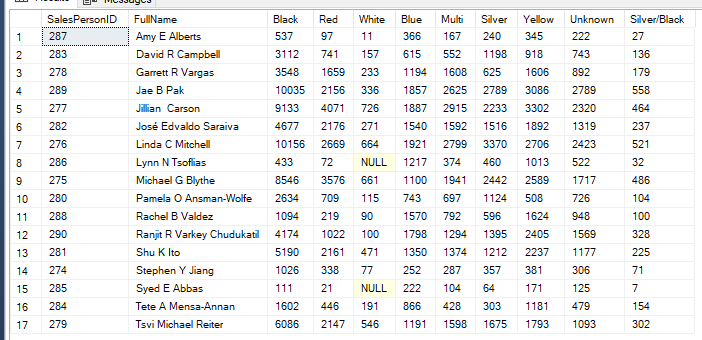 Messages
SalesPersonID FullName Black Red White Blue Multi Silver Yellow Unknown Silver/Black
1 287 Amy E Alberts 537 97 11 366 167 240 345 222 27
2 283 David R Campbell 3112 741 157 615 552 1198 918 743 136
3 278 Garrett R Vargas 3548 1659 233 1194 1608 625 1606 892 179
4 289 Jae B Pak 10035 2156 336 1857 2625 2789 3086 2789 558
5 277 Jillian  Carson 9133 4071 726 1887 2915 2233 3302 2320 464
6 282 José Edvaldo Saraiva 4677 2176 271 1540 1592 1516 1892 1319 237
7 276 Linda C Mitchell 10156 2669 664 1921 2799 3370 2706 2423 521
8 286 Lynn N Tsoflias 433 72 NULL 1217 374 460 1013 522 32
9 275 Michael G Blythe 8546 3576 661 1100 1941 2442 2589 1717 486
10 280 Pamela O Ansman-Wolfe 2634 709 115 743 697 1124 508 726 104
11 288 Rachel B Valdez 1094 219 90 1570 792 596 1624 948 100
12 290 Ranjit R Varkey Chudukatil 4174 1022 100 1798 1294 1395 2405 1569 328
13 281 Shu K Ito 5190 2161 471 1350 1374 1212 2237 1177 225
14 274 Stephen Y Jiang 1026 338 77 252 287 357 381 306 71
15 285 Syed E Abbas 111 21 NULL 222 104 64 171 125 7
16 284 Tete A Mensa-Annan 1602 446 191 866 428 303 1181 479 154
17 279 Tsvi Michael Reiter 6086 2147 546 1191 1598 1675 1793 1093 302